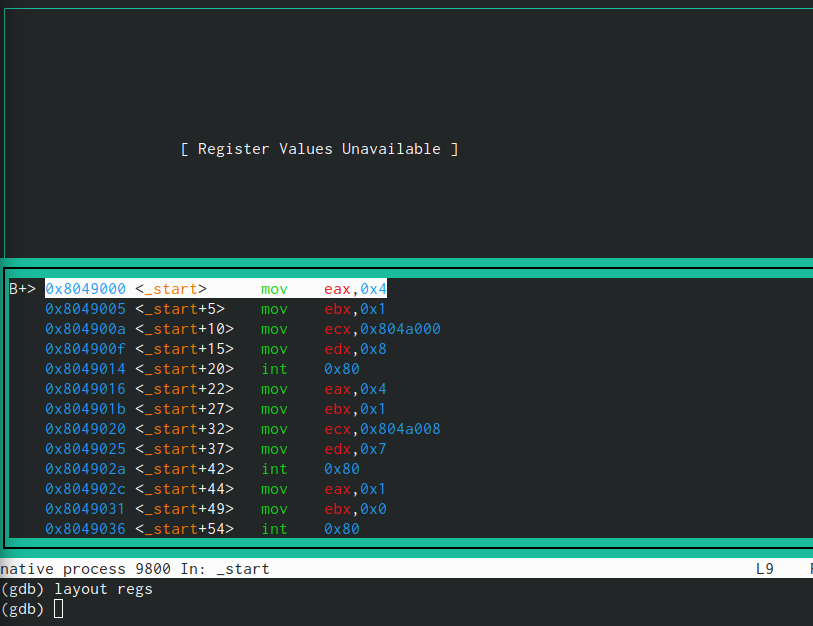 [ Register Values Unavailable ]
B+> 0x8049000 <_start> mov eax,0x4
0x8049005 <_start+5> mov ebx,0x1
0x804900a <_start+10> mov ecx,0x804a000
0x804900f <_start+15> mov edx,0x8
0x8049014 <_start+20> int 0x80
0x8049016 <_start+22> mov eax,0x4
0x804901b <_start+27> mov ebx,0x1
0x8049020 <_start+32> mov ecx,0x804a008
0x8049025 <_start+37> mov edx,0x7
0x804902a <_start+42> int 0x80
0x804902c <_start+44> mov eax,0x1
0x8049031 <_start+49> mov ebx,0x0
0x8049036 <_start+54> int 0x80
native process 9800 In: _start L9
(gdb) layout regs
(gdb)